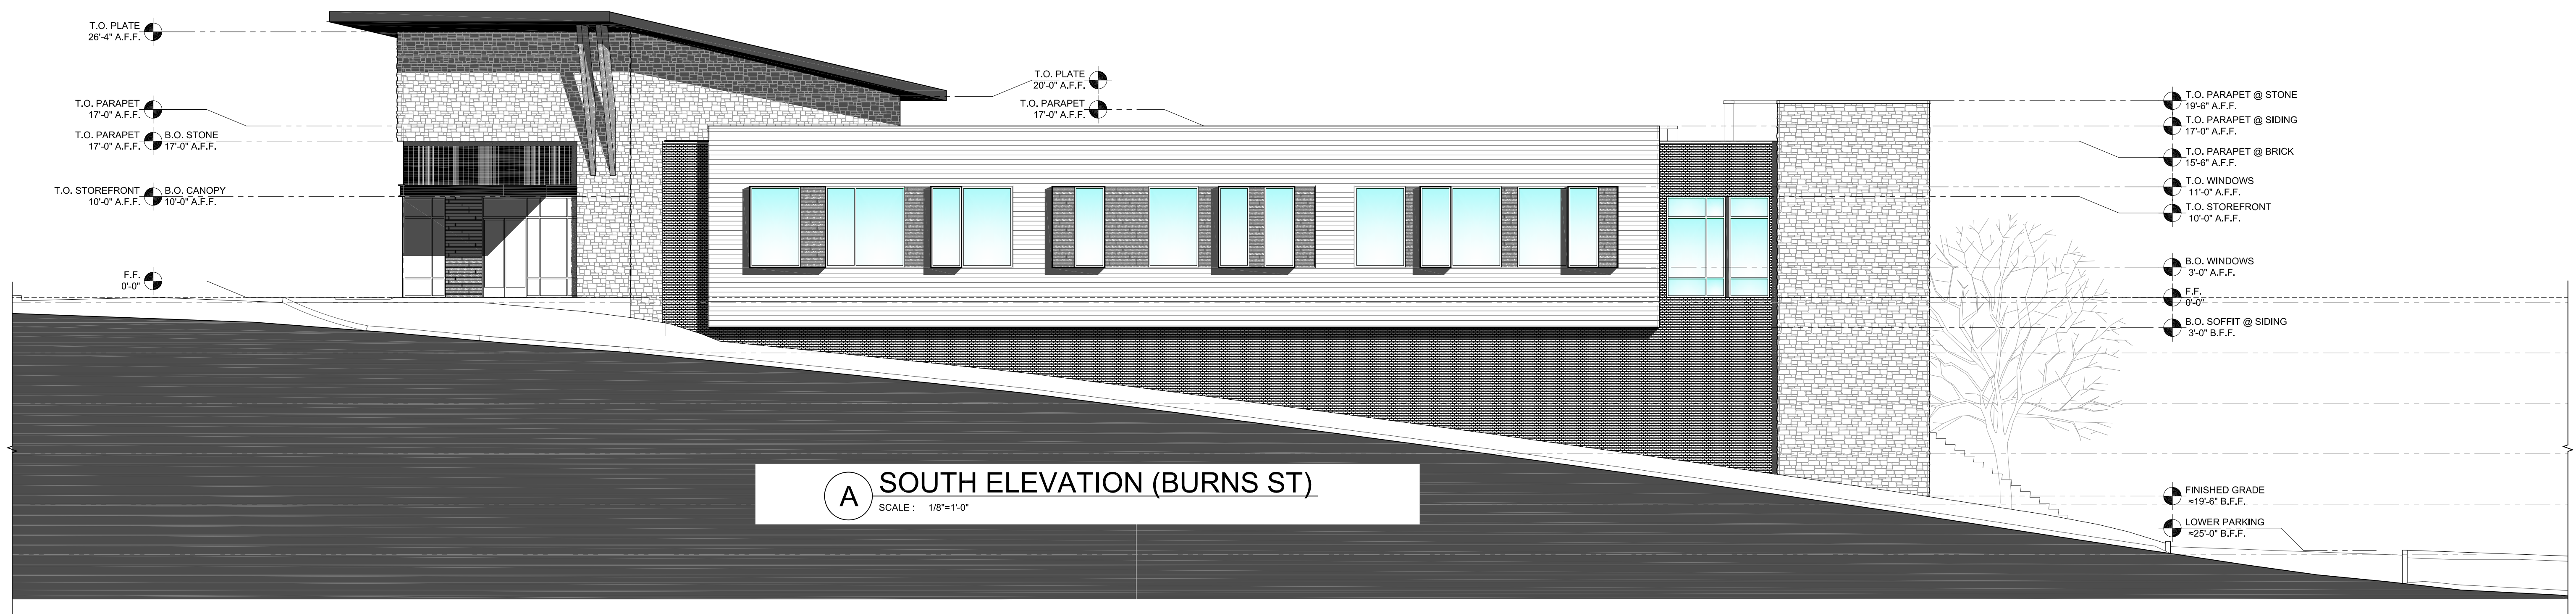 T.O. PLATE
26'-4" A.F.F.
T.O. PARAPET
17'-0" A.F.F.
T.O. PARAPET
17'-0" A.F.F.
B.O. STONE
17'-0" A.F.F.
T.O. STOREFRONT
10'-0" A.F.F.
B.O. CANOPY
10'-0" A.F.F.
F.F.
0'-0"
T.O. PLATE
20'-0" A.F.F.
T.O. PARAPET
17'-0" A.F.F.
T.O. PARAPET @ STONE
19'-6" A.F.F.
T.O. PARAPET @ SIDING
17'-0" A.F.F.
T.O. PARAPET @ BRICK
15'-6" A.F.F.
T.O. WINDOWS
11'-0" A.F.F.
T.O. STOREFRONT
10'-0" A.F.F.
B.O. WINDOWS
3'-0" A.F.F.
F.F.
0'-0"
B.O. SOFFIT @ SIDING
3'-0" B.F.F.
FINISHED GRADE
≈19'-6" B.F.F.
LOWER PARKING
≈25'-0" B.F.F.
A SOUTH ELEVATION (BURNS ST)
SCALE : 1/8"=1'-0"